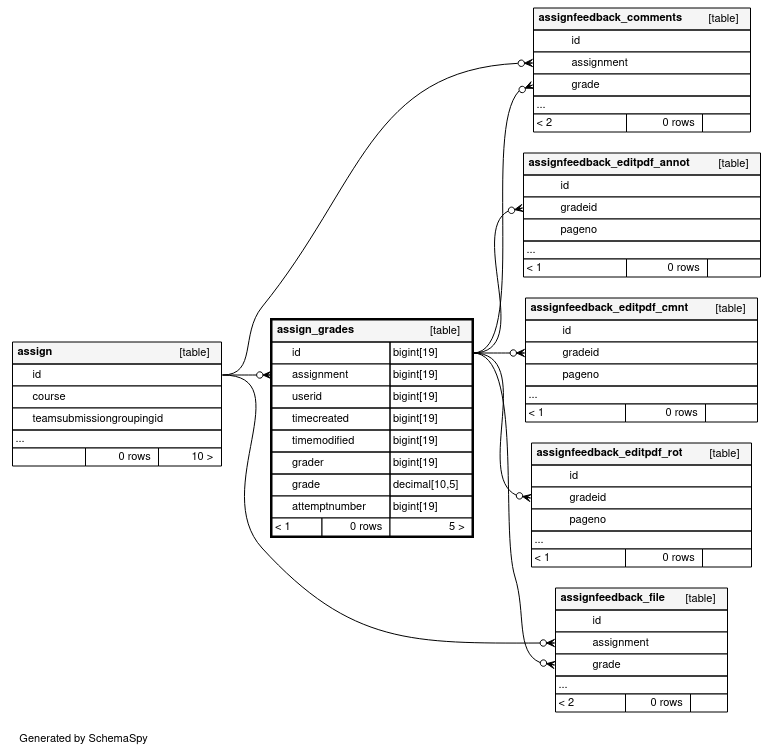 assignfeedback_comments [table]
id
assignment
grade
...
< 2 0 rows
assignfeedback_editpdf_annot [table]
id
gradeid
pageno
...
< 1 0 rows
assignfeedback_editpdf_cmnt [table]
id
gradeid
pageno
...
< 1 0 rows
assign_grades [table]
id bigint[19]
assignment bigint[19]
userid bigint[19]
timecreated bigint[19]
timemodified bigint[19]
grader bigint[19]
grade decimal[10,5]
attemptnumber bigint[19]
< 1 0 rows 5 >
assign [table]
id
course
teamsubmissiongroupingid
...
0 rows 10 >
assignfeedback_editpdf_rot [table]
id
gradeid
pageno
...
< 1 0 rows
assignfeedback_file [table]
id
assignment
grade
...
< 2 0 rows
Generated by SchemaSpy